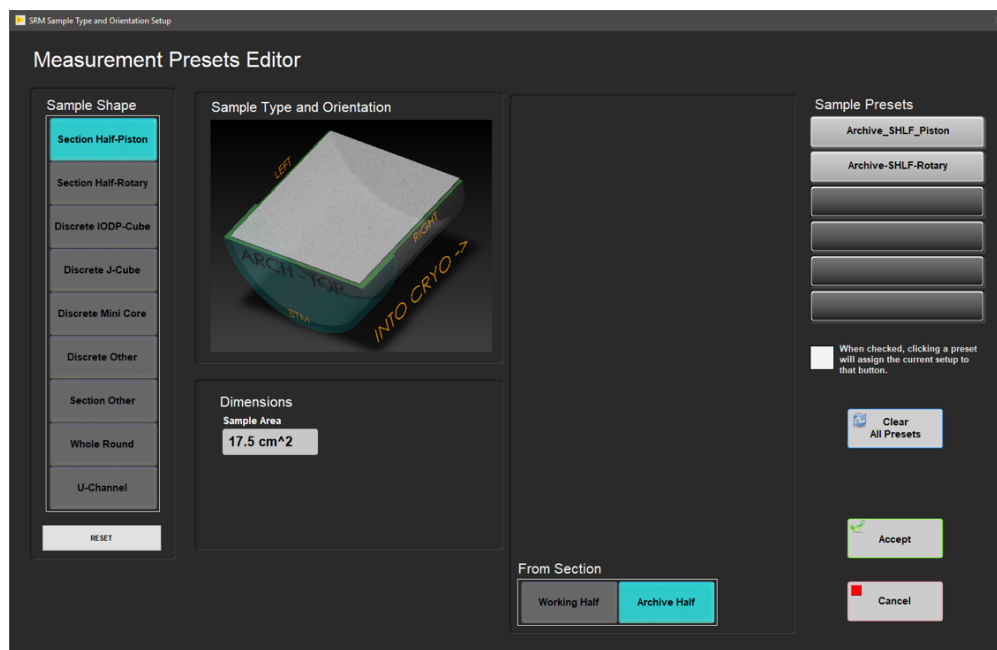 SRM Sample Type and Orientation Setup
Measurement Presets Editor
Sample Shape
Section Half-Piston
Section Half-Rotary
Discrete IODP-Cube
Discrete J-Cube
Discrete Mini Core
Discrete Other
Section Other
Whole Round
U-Channel
RESET
Sample Type and Orientation
LEFT
RIGHT
ARCH - TOP
BTM
INTO CRYO ->
Dimensions
Sample Area
17.5 cm^2
From Section
Working Half
Archive Half
Sample Presets
Archive_SHLF_Piston
Archive-SHLF-Rotary
When checked, clicking a preset
will assign the current setup to
that button.
Clear
All Presets
Accept
Cancel